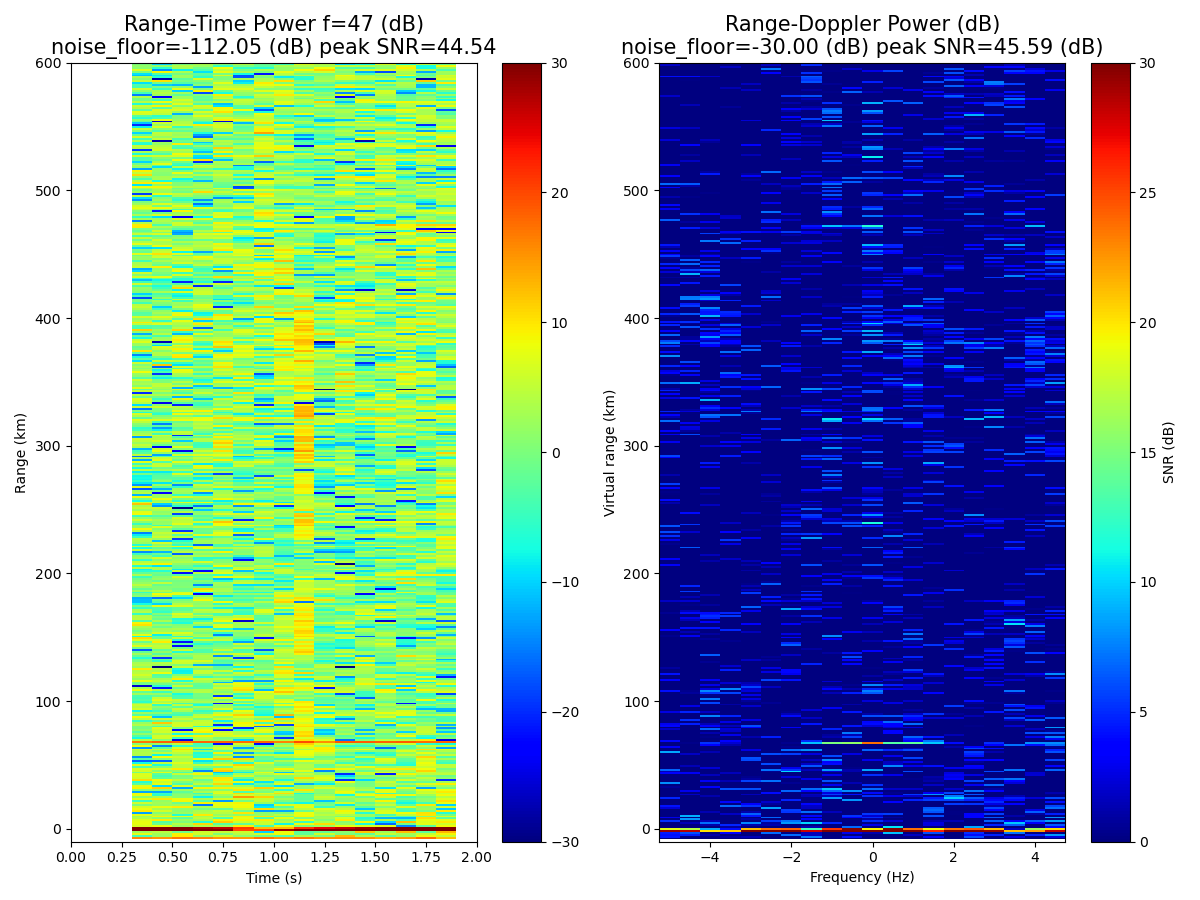 Range-Time Power f=47 (dB)
noise_floor=-112.05 (dB) peak SNR=44.54
600
500
400
300
200
100
0
Range (km)
0.00 0.25 0.50 0.75 1.00 1.25 1.50 1.75 2.00
Time (s)
30
20
10
0
−10
−20
−30
Range-Doppler Power (dB)
noise_floor=-30.00 (dB) peak SNR=45.59 (dB)
600
500
400
300
200
100
0
Virtual range (km)
−4 −2 0 2 4
Frequency (Hz)
30
25
20
15
10
5
0
SNR (dB)